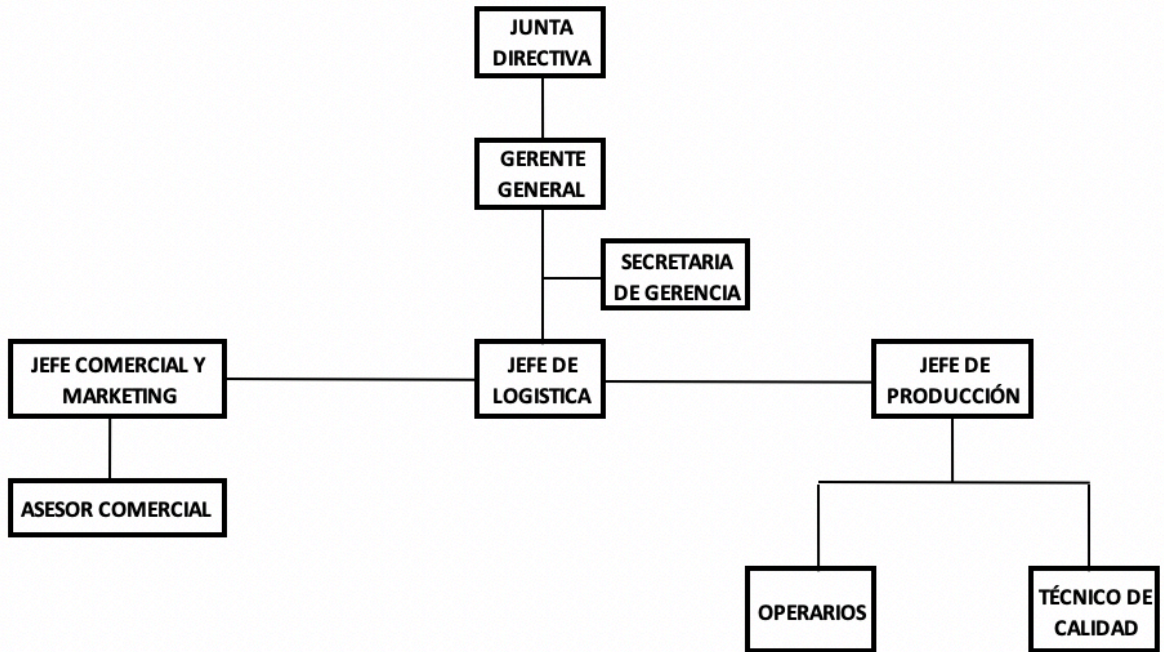 JUNTA
DIRECTIVA
GERENTE
GENERAL
SECRETARIA
DE GERENCIA
JEFE COMERCIAL Y
MARKETING
JEFE DE
LOGISTICA
JEFE DE
PRODUCCIÓN
ASESOR COMERCIAL
OPERARIOS
TÉCNICO DE
CALIDAD